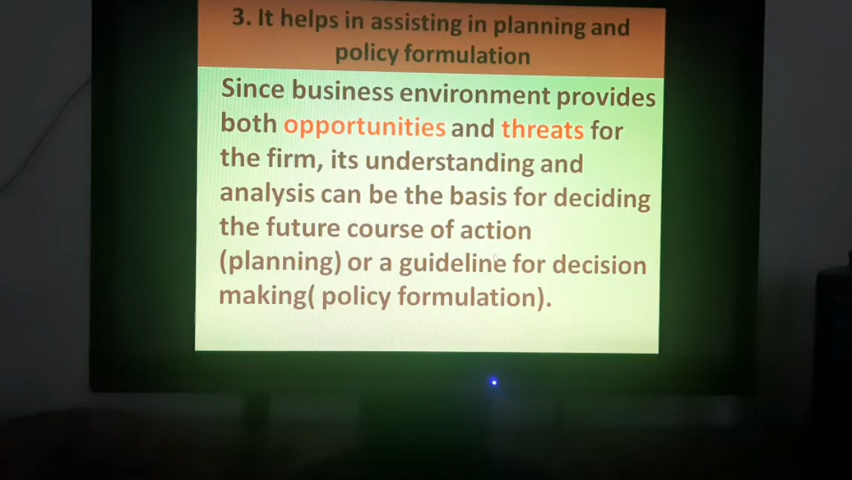 3. It helps in assisting in planning and
policy formulation
Since business environment provides
both opportunities and threats for
the firm, its understanding and
analysis can be the basis for deciding
the future course of action
(planning) or a guideline for decision
making( policy formulation).